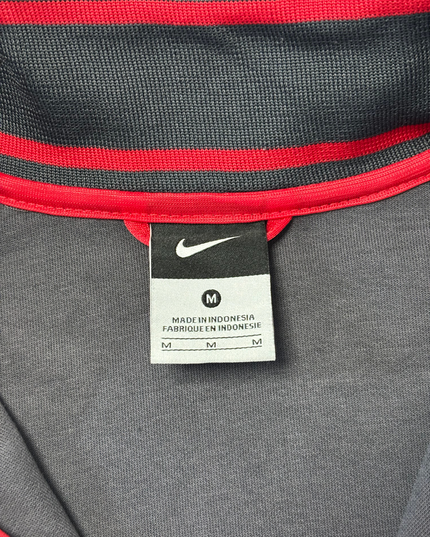 M
MADE IN INDONESIA
FABRIQUE EN INDONESIE
M M M